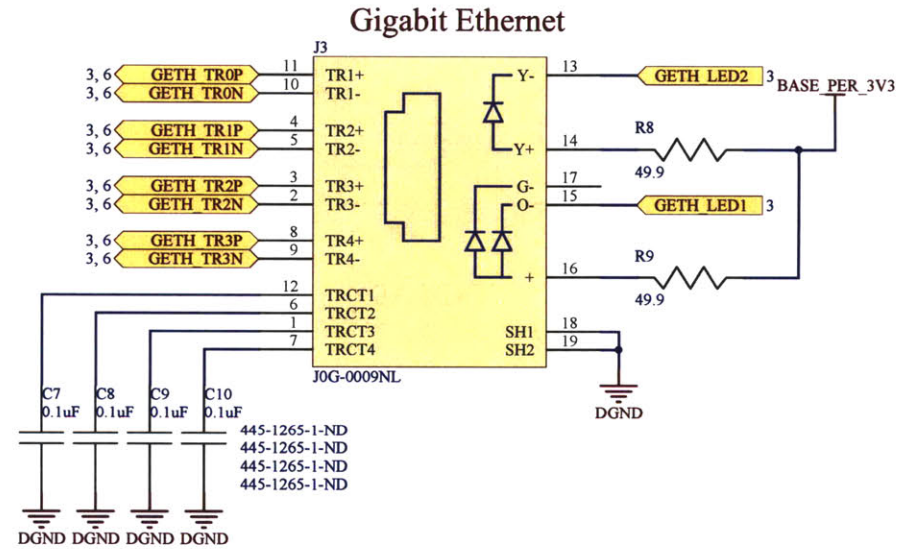 Gigabit Ethernet
J3
3, 6 GETH_TR0P 11 TR1+ Y- 13 GETH_LED2 3
3, 6 GETH_TR0N 10 TR1-
BASE_PER_3V3
3, 6 GETH_TR1P 4 TR2+
3, 6 GETH_TR1N 5 TR2- Y+ 14 R8
49.9
3, 6 GETH_TR2P 3 TR3+ G- 17
3, 6 GETH_TR2N 2 TR3- O- 15 GETH_LED1 3
3, 6 GETH_TR3P 8 TR4+
3, 6 GETH_TR3N 9 TR4-
+ 16 R9
49.9
12 TRCT1
6 TRCT2
1 TRCT3 SH1 18
7 TRCT4 SH2 19
J0G-0009NL
DGND
C7 C8 C9 C10
0.1uF 0.1uF 0.1uF 0.1uF
445-1265-1-ND
445-1265-1-ND
445-1265-1-ND
445-1265-1-ND
DGND DGND DGND DGND